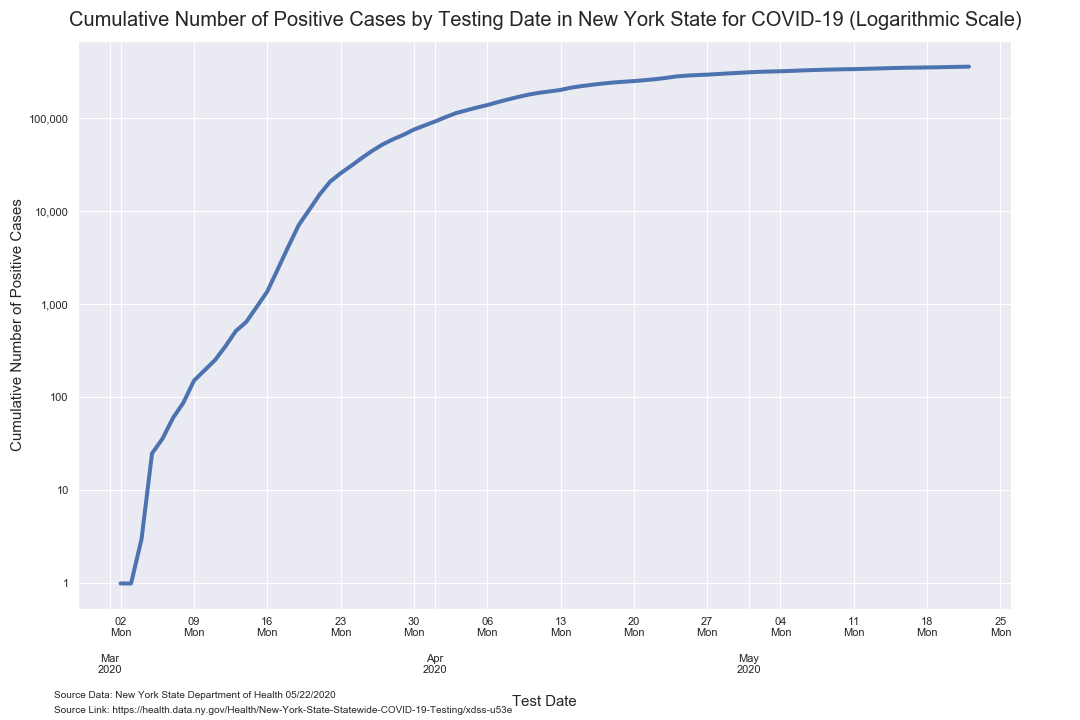 Cumulative Number of Positive Cases by Testing Date in New York State for COVID-19 (Logarithmic Scale)
Cumulative Number of Positive Cases
100,000
10,000
1,000
100
10
1
02 09 16 23 30 06 13 20 27 04 11 18 25
Mon Mon Mon Mon Mon Mon Mon Mon Mon Mon Mon Mon Mon
Mar Apr May
2020 2020 2020
Test Date
Source Data: New York State Department of Health 05/22/2020
Source Link: https://health.data.ny.gov/Health/New-York-State-Statewide-COVID-19-Testing/xdss-u53e